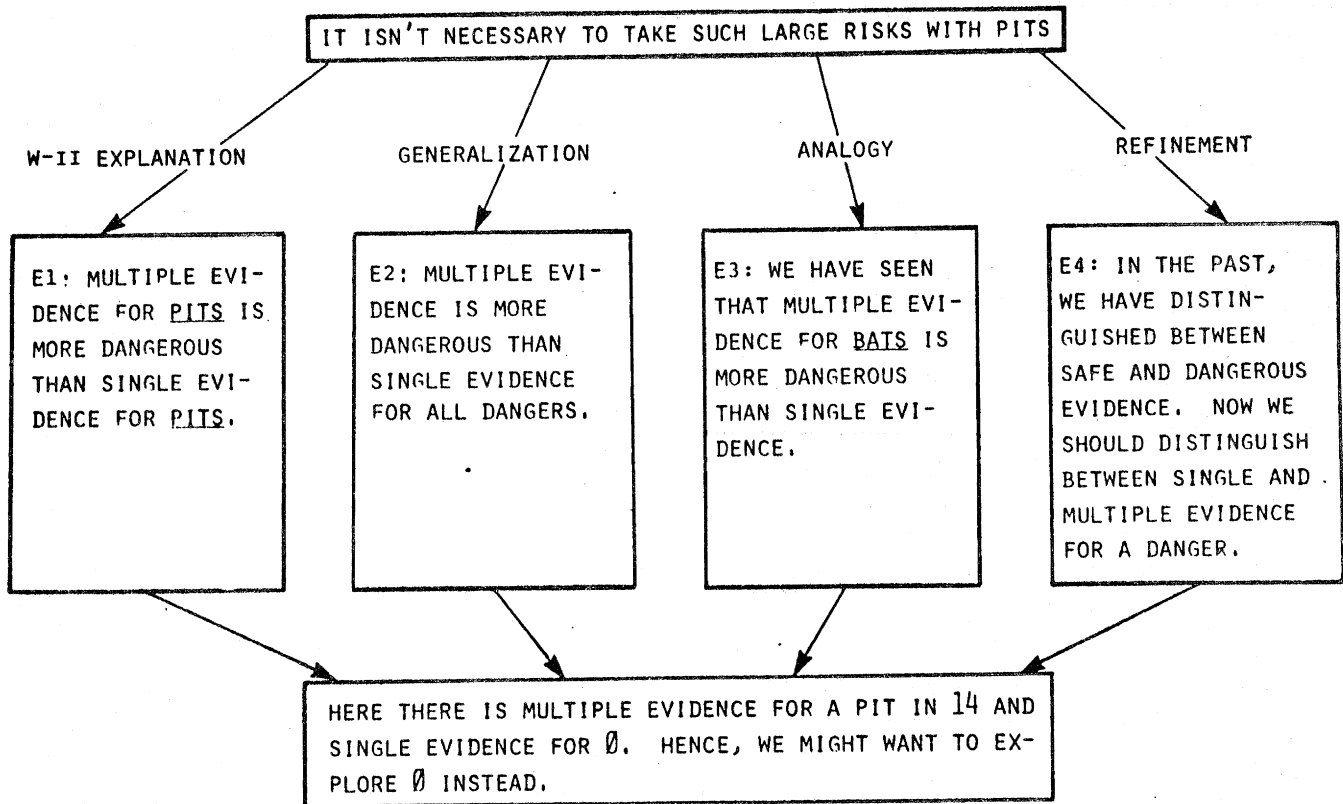 IT ISN'T NECESSARY TO TAKE SUCH LARGE RISKS WITH PITS
W-II EXPLANATION
GENERALIZATION
ANALOGY
REFINEMENT
E1: MULTIPLE EVI-
DENCE FOR PITS IS
MORE DANGEROUS
THAN SINGLE EVI-
DENCE FOR PITS.
E2: MULTIPLE EVI-
DENCE IS MORE
DANGEROUS THAN
SINGLE EVIDENCE
FOR ALL DANGERS.
E3: WE HAVE SEEN
THAT MULTIPLE EVI-
DENCE FOR BATS IS
MORE DANGEROUS
THAN SINGLE EVI-
DENCE.
E4: IN THE PAST,
WE HAVE DISTIN-
GUISHED BETWEEN
SAFE AND DANGEROUS
EVIDENCE. NOW WE
SHOULD DISTINGUISH
BETWEEN SINGLE AND
MULTIPLE EVIDENCE
FOR A DANGER.
HERE THERE IS MULTIPLE EVIDENCE FOR A PIT IN 14 AND
SINGLE EVIDENCE FOR Ø. HENCE, WE MIGHT WANT TO EX-
PLORE Ø INSTEAD.